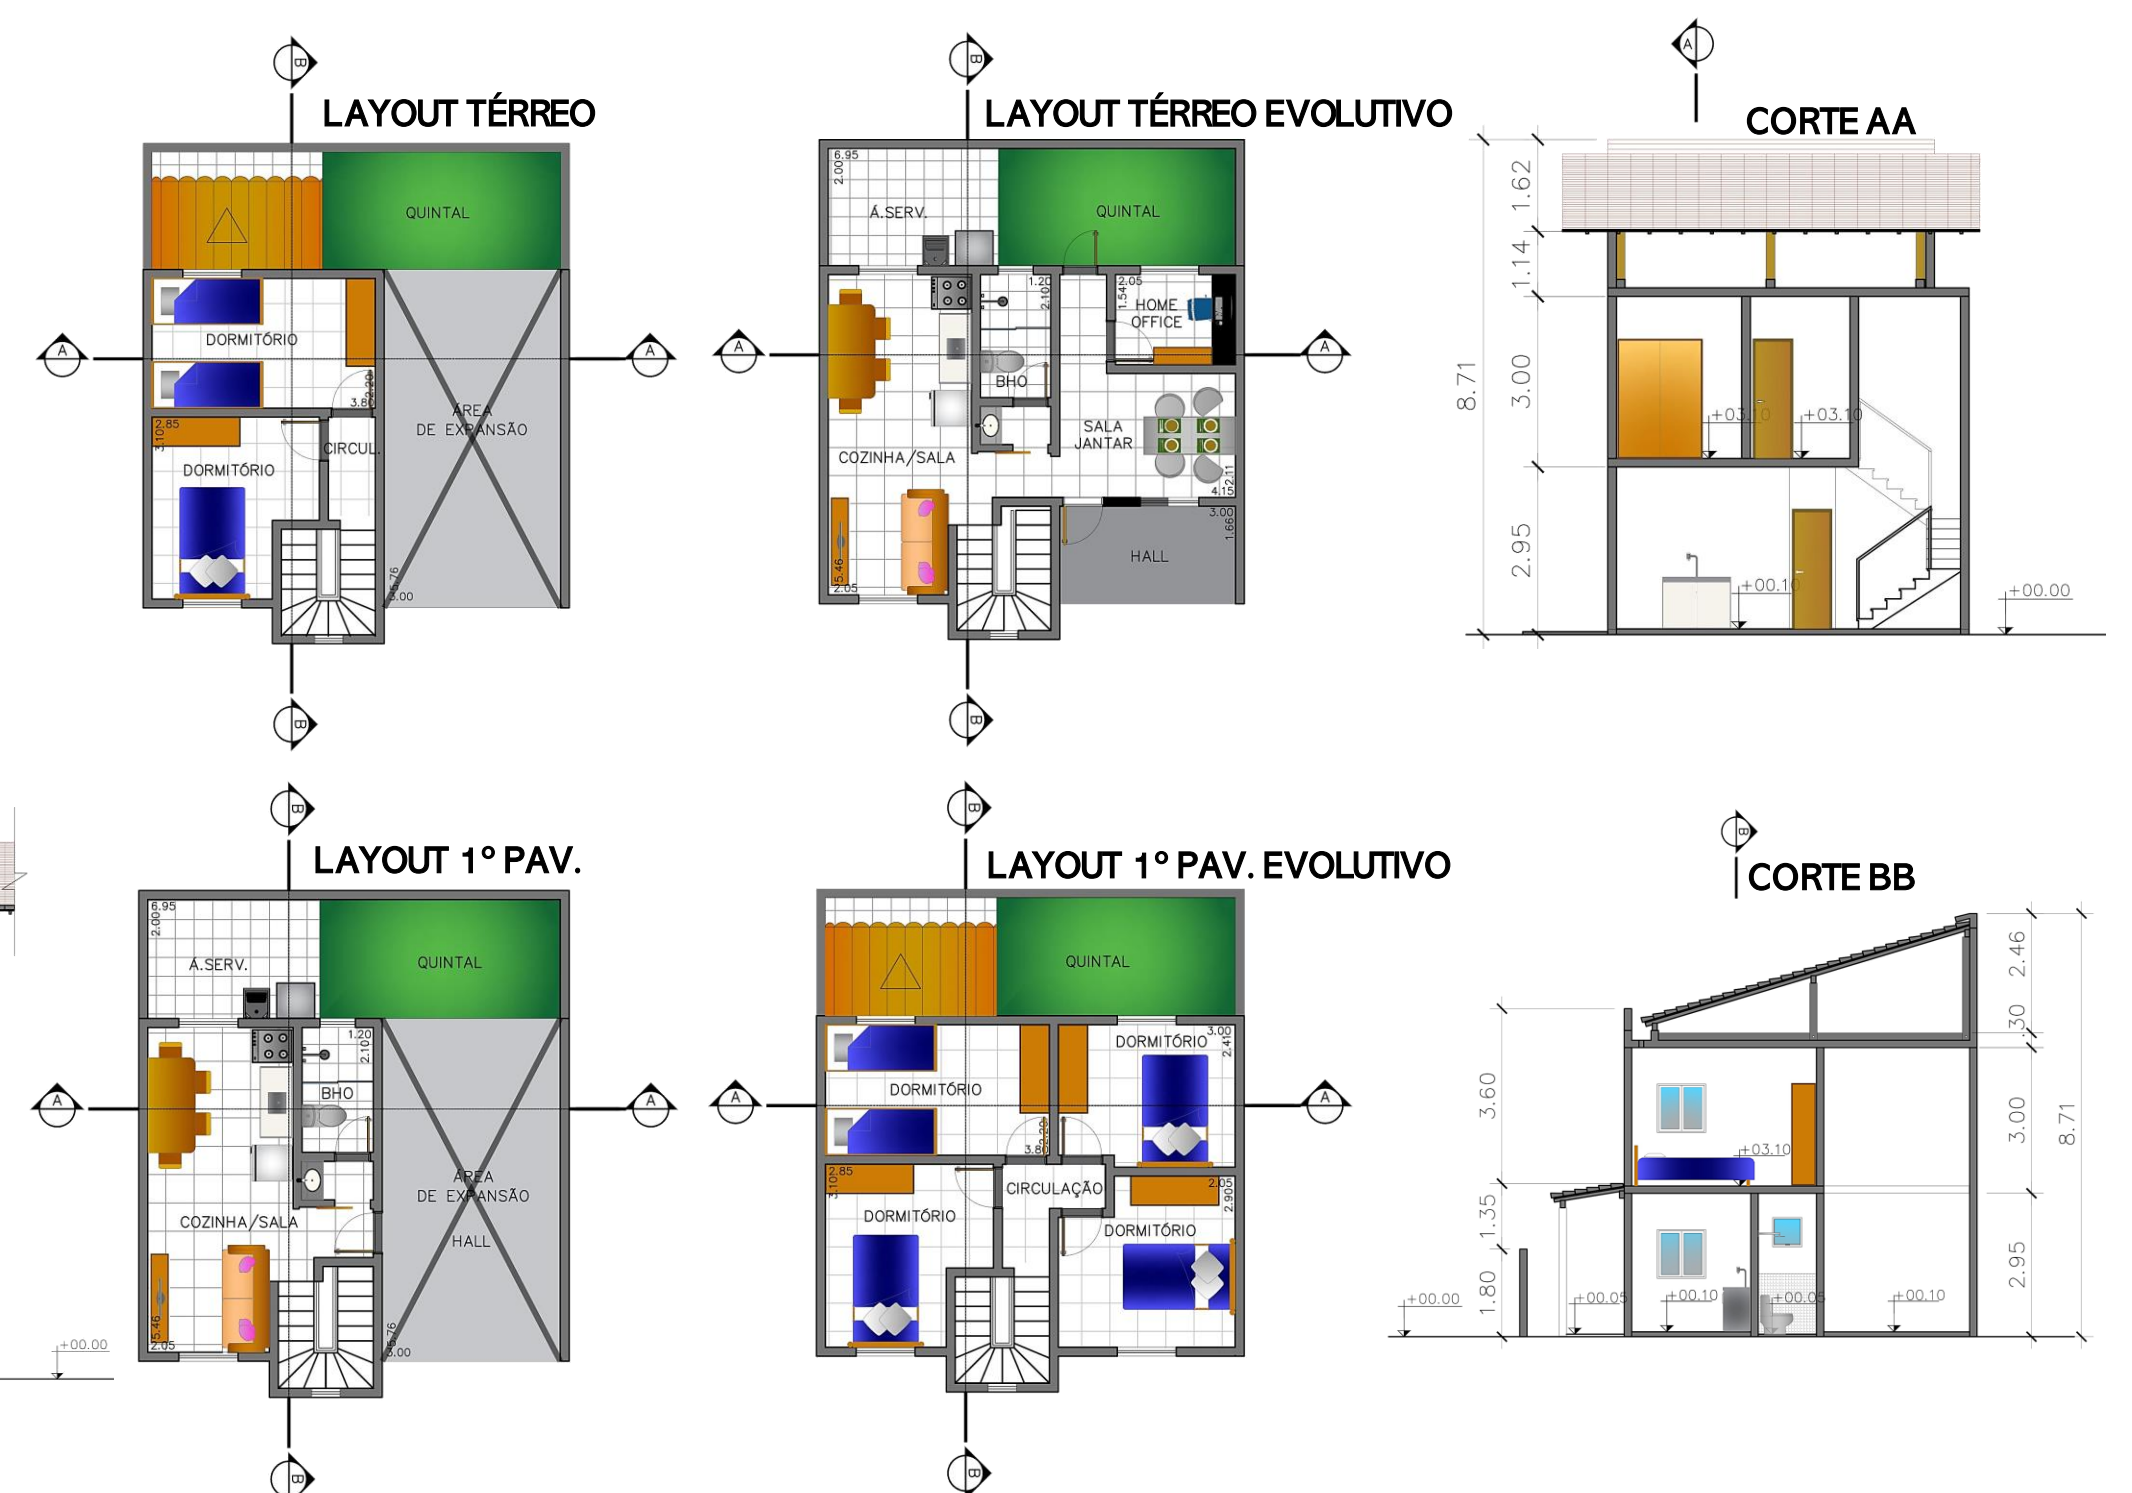 B
LAYOUT TÉRREO
QUINTAL
DORMITÓRIO
A
A
2.20
3.80
2.85
3.10
CIRCUL.
DORMITÓRIO
ÁREA
DE EXPANSÃO
5.76
3.00
B
B
LAYOUT TÉRREO EVOLUTIVO
6.95
2.00
Á.SERV.
QUINTAL
1.20
2.10
2.05
1.54
HOME
OFFICE
A
A
BHO
SALA
JANTAR
COZINHA/SALA
2.11
4.15
3.00
1.66
HALL
5.46
2.05
B
A
CORTE AA
1.62
1.14
3.00
8.71
2.95
+03.10
+03.10
+00.10
+00.00
B
LAYOUT 1º PAV.
6.95
2.00
Á.SERV.
QUINTAL
1.20
2.10
BHO
A
A
ÁREA
DE EXPANSÃO
COZINHA/SALA
HALL
5.46
2.05
5.76
3.00
+00.00
B
B
LAYOUT 1º PAV. EVOLUTIVO
QUINTAL
DORMITÓRIO
3.00
2.41
DORMITÓRIO
A
A
2.20
3.80
2.85
3.10
CIRCULAÇÃO
2.05
2.90
DORMITÓRIO
DORMITÓRIO
B
B
CORTE BB
2.46
.30
3.60
3.00
8.71
1.35
2.95
1.80
+03.10
+00.00
+00.05
+00.10
+00.05
+00.10